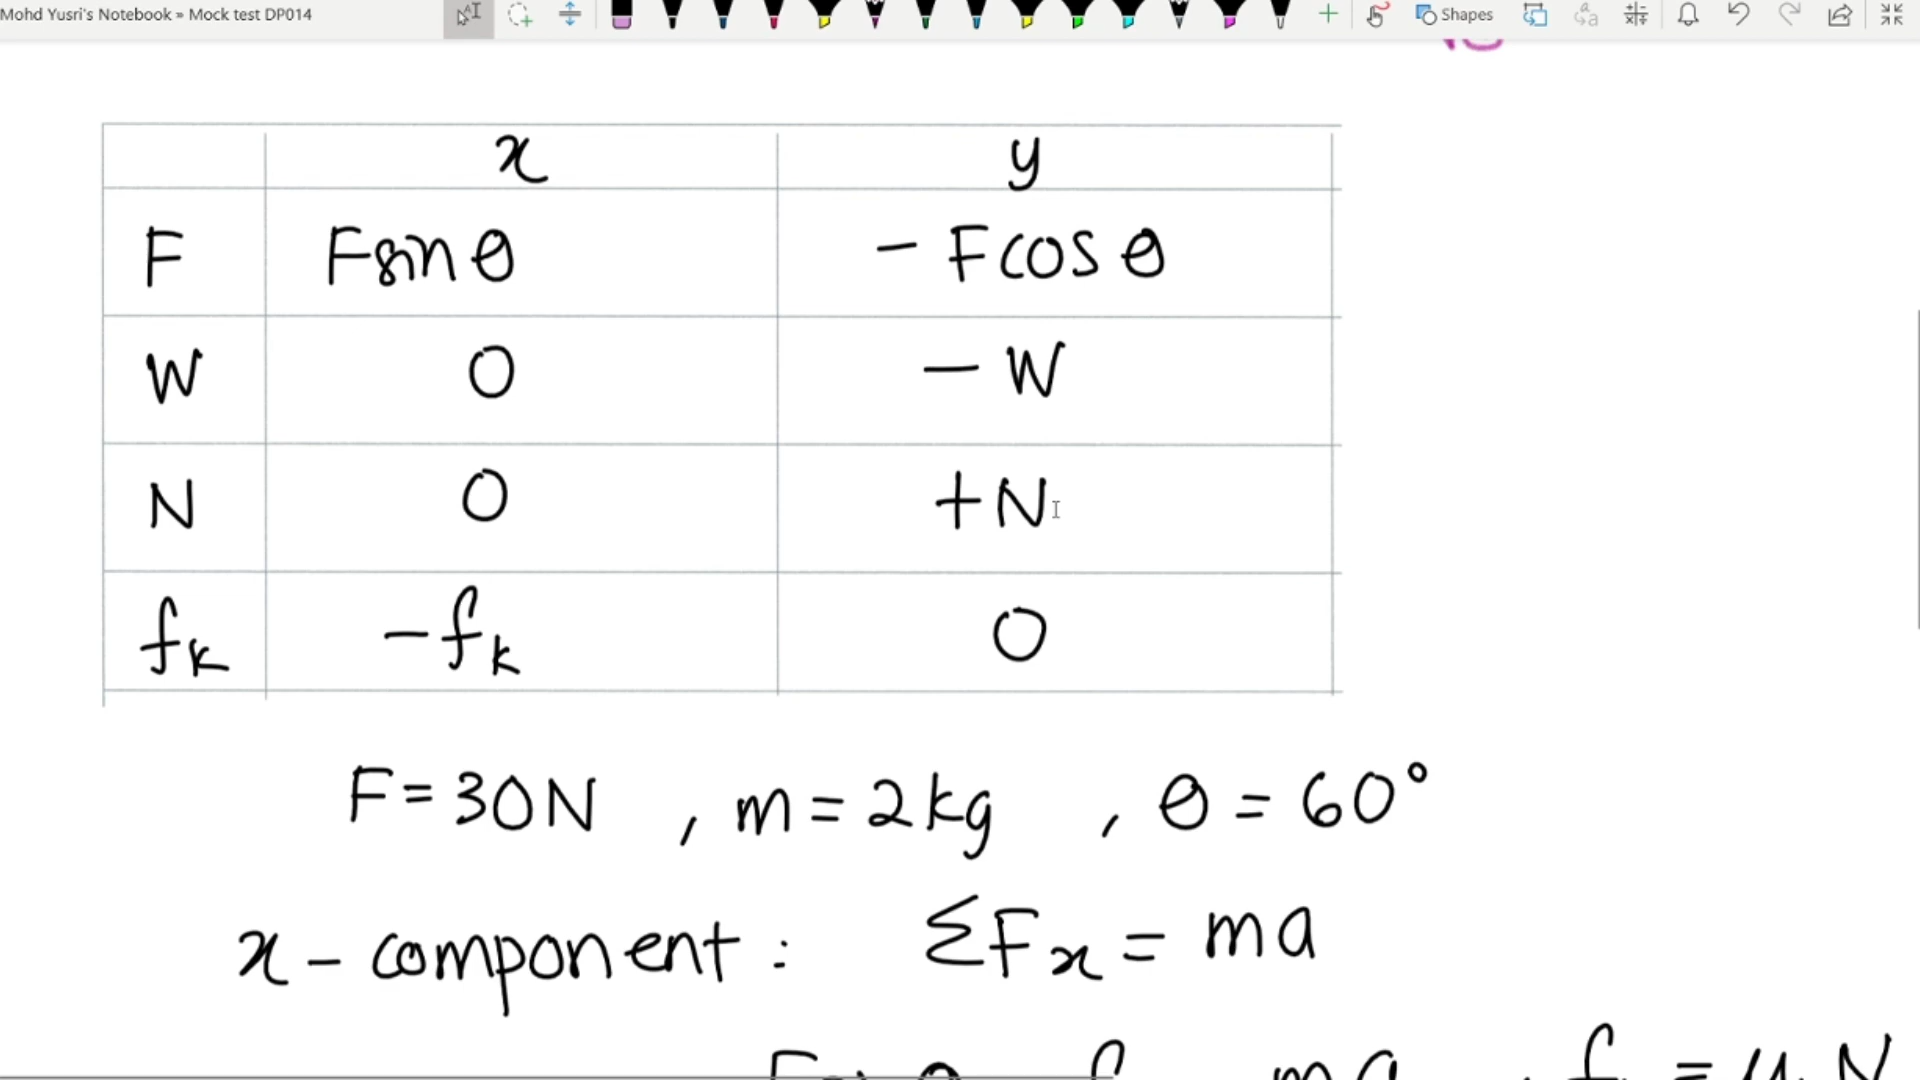 Mohd Yusri's Notebook » Mock test DP014
Shapes
x y
F Fsin θ - Fcos θ
W 0 - W
N 0 +N
fk -fk 0
F = 30N , m = 2kg , θ = 60°
x - component : ΣFx = ma